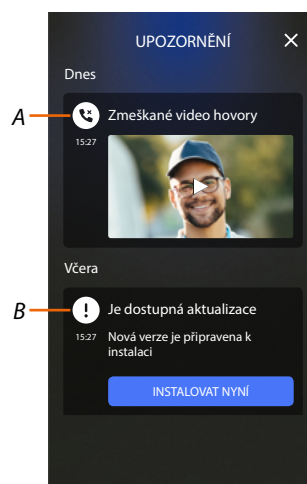 UPOZORNĚNÍ
Dnes
A
Zmeškané video hovory
15:27
Včera
B
Je dostupná aktualizace
15:27
Nová verze je připravena k
instalaci
INSTALOVAT NYNÍ